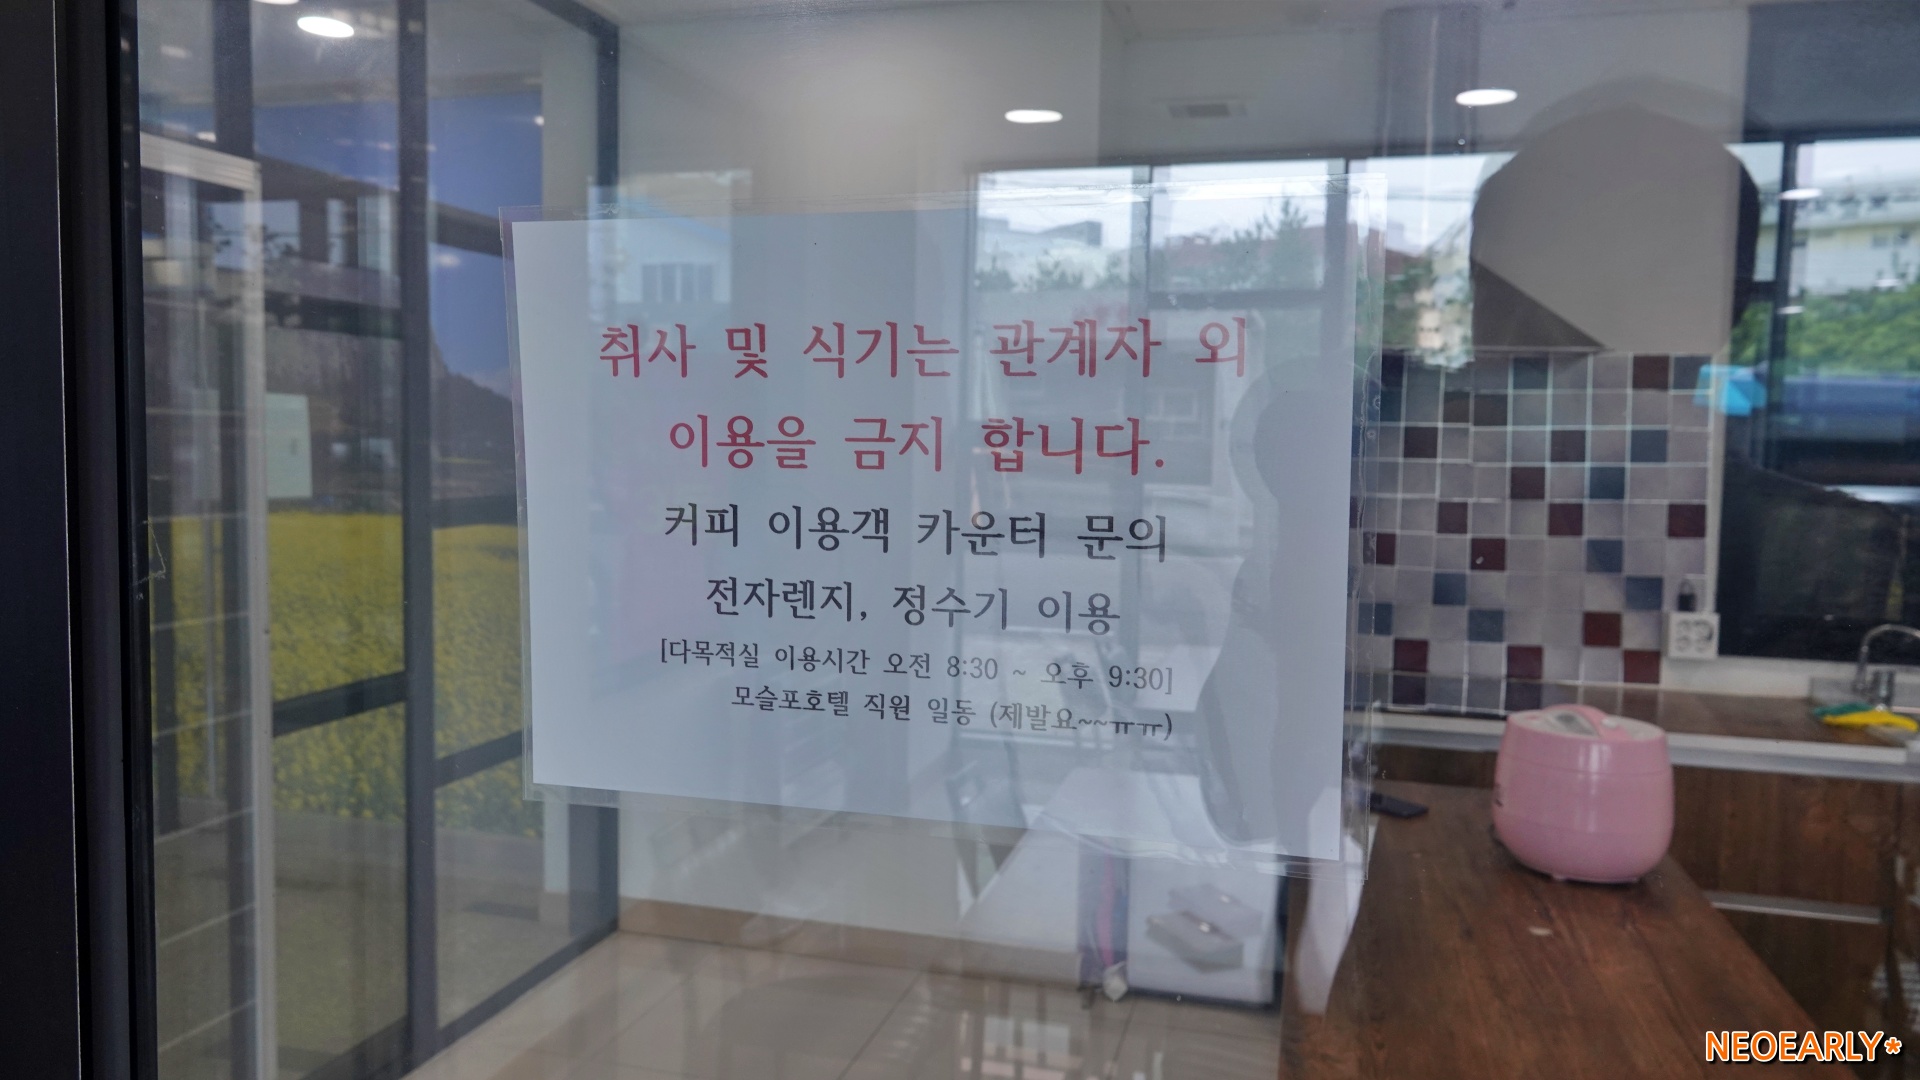 취사 및 식기는 관계자 외
이용을 금지 합니다.
커피 이용객 카운터 문의
전자렌지, 정수기 이용
[다목적실 이용시간 오전 8:30 ~ 오후 9:30]
모슬포호텔 직원 일동 (제발요~~ㅠㅠ)
NEOEARLY*